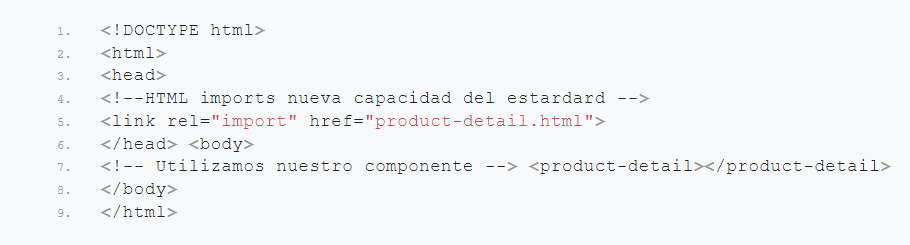 1. <!DOCTYPE html>
2. <html>
3. <head>
4. <!--HTML imports nueva capacidad del estardard -->
5. <link rel="import" href="product-detail.html">
6. </head> <body>
7. <!-- Utilizamos nuestro componente --> <product-detail></product-detail>
8. </body>
9. </html>